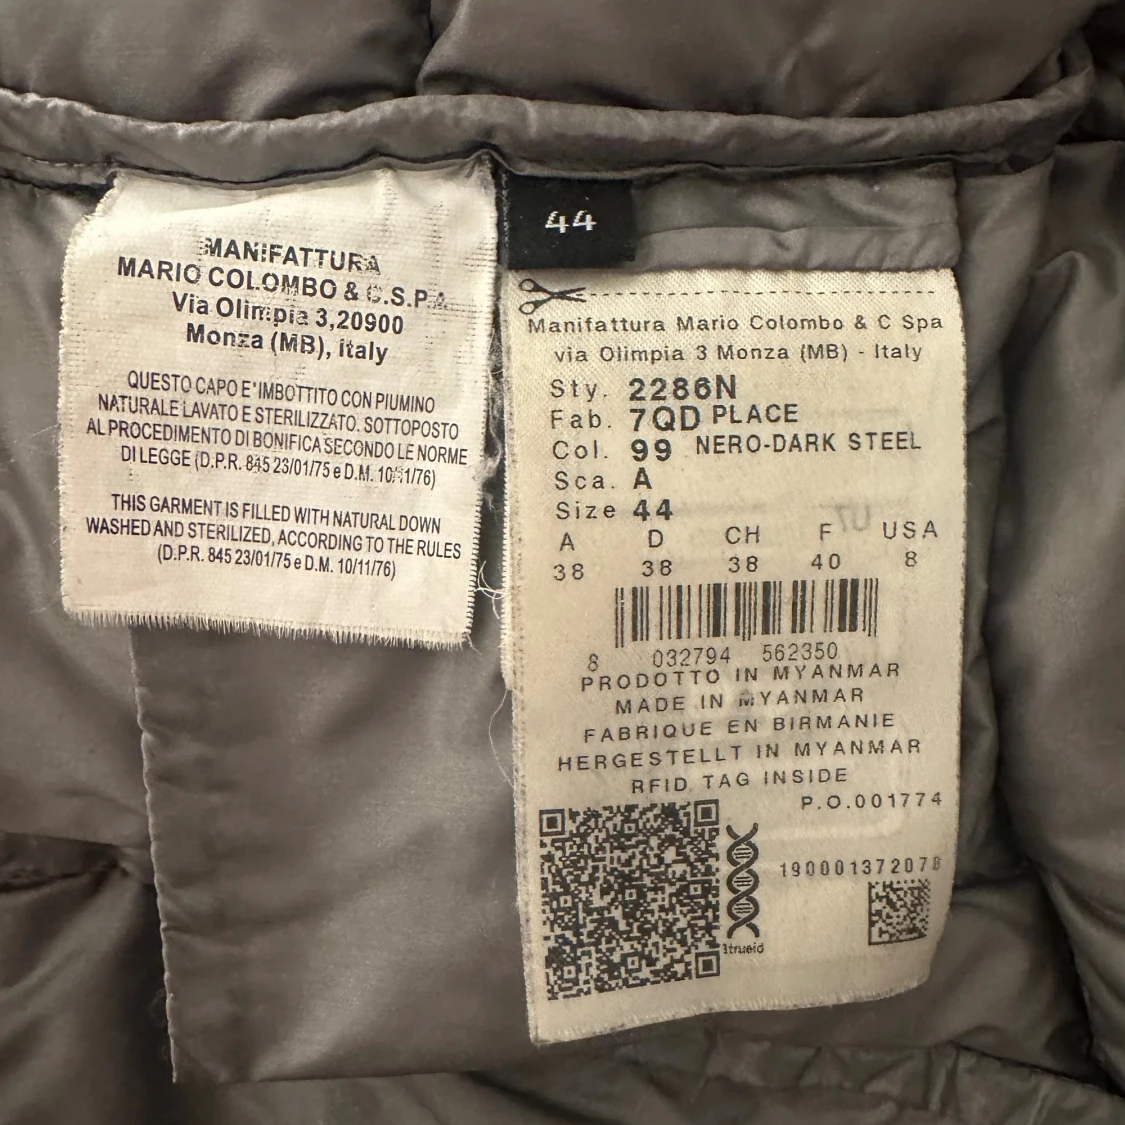 MANIFATTURA
MARIO COLOMBO & C.S.P.A.
Via Olimpia 3,20900
Monza (MB), Italy
QUESTO CAPO E' IMBOTTITO CON PIUMINO
NATURALE LAVATO E STERILIZZATO. SOTTOPOSTO
AL PROCEDIMENTO DI BONIFICA SECONDO LE NORME
DI LEGGE (D.P.R. 845 23/01/75 e D.M. 10/11/76)
THIS GARMENT IS FILLED WITH NATURAL DOWN
WASHED AND STERILIZED, ACCORDING TO THE RULES
(D.P.R. 845 23/01/75 e D.M. 10/11/76)
44
Manifattura Mario Colombo & C Spa
via Olimpia 3 Monza (MB) - Italy
Sty. 2286N
Fab. 7QD PLACE
Col. 99 NERO-DARK STEEL
Sca. A
Size 44
A D CH F USA
38 38 38 40 8
8 032794 562350
PRODOTTO IN MYANMAR
MADE IN MYANMAR
FABRIQUE EN BIRMANIE
HERGESTELLT IN MYANMAR
RFID TAG INSIDE
P.O.001774
190001372078
1trueid